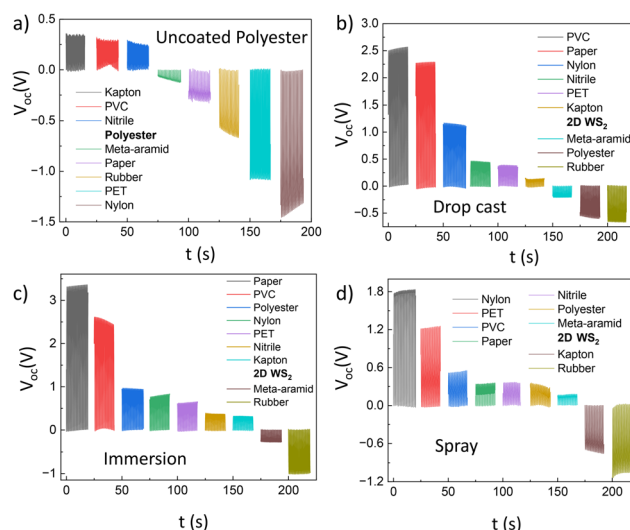 a)
Uncoated Polyester
0.5
0.0
−0.5
−1.0
−1.5
V_oc(V)
Kapton
PVC
Nitrile
Polyester
Meta-aramid
Paper
Rubber
PET
Nylon
0 50 100 150 200
t (s)
b)
3.0
2.5
2.0
1.5
1.0
0.5
0.0
−0.5
V_oc(V)
PVC
Paper
Nylon
Nitrile
PET
Kapton
2D WS₂
Meta-aramid
Polyester
Rubber
Drop cast
0 50 100 150 200
t (s)
c)
3
2
1
0
−1
V_oc(V)
Paper
PVC
Polyester
Nylon
PET
Nitrile
Kapton
2D WS₂
Meta-aramid
Rubber
Immersion
0 50 100 150 200
t (s)
d)
1.8
1.2
0.6
0.0
−0.6
−1.2
V_oc(V)
Nylon
PET
PVC
Paper
Nitrile
Polyester
Meta-aramid
2D WS₂
Kapton
Rubber
Spray
0 50 100 150 200
t (s)